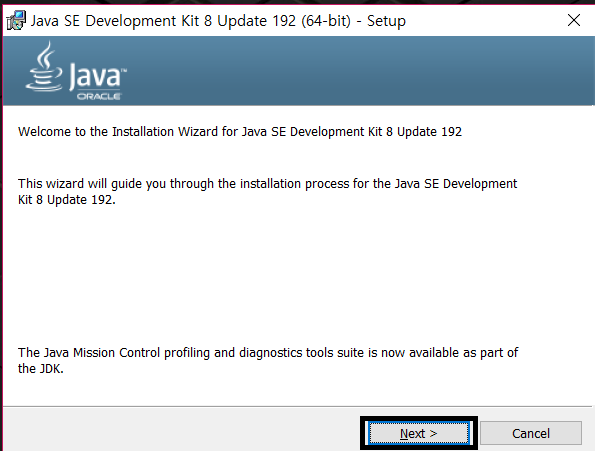 Java SE Development Kit 8 Update 192 (64-bit) - Setup
Java™
ORACLE
Welcome to the Installation Wizard for Java SE Development Kit 8 Update 192
This wizard will guide you through the installation process for the Java SE Development
Kit 8 Update 192.
The Java Mission Control profiling and diagnostics tools suite is now available as part of
the JDK.
Next > Cancel